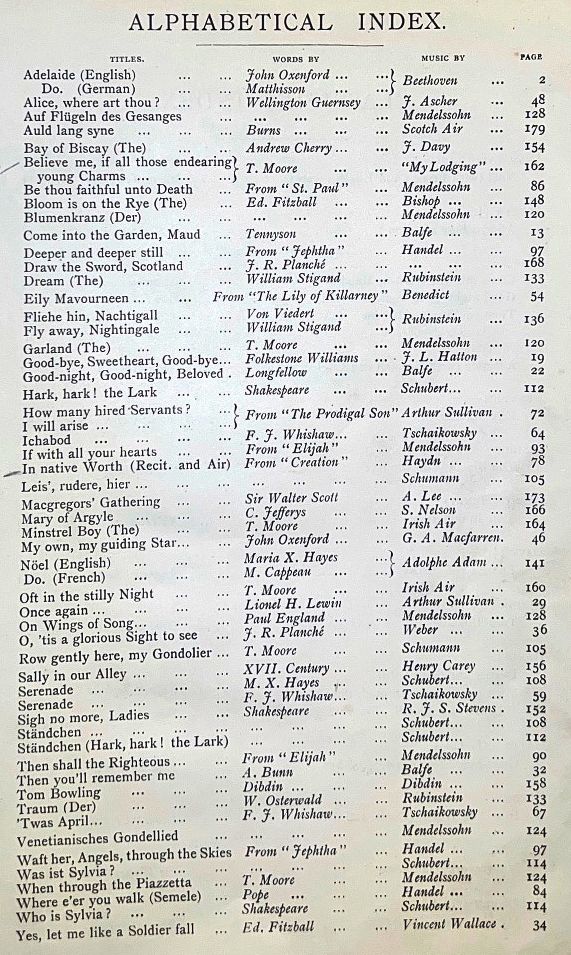 ALPHABETICAL INDEX.
TITLES. WORDS BY MUSIC BY PAGE
Adelaide (English) ... ... John Oxenford ... ...} Beethoven ... 2
Do. (German) ... ... Matthisson ... ...}
Alice, where art thou? ... ... Wellington Guernsey ... J. Ascher ... 48
Auf Flügeln des Gesanges ... ... ... ... Mendelssohn ... 128
Auld lang syne ... ... ... Burns ... ... ... Scotch Air ... 179
Bay of Biscay (The) ... ... Andrew Cherry ... ... J. Davy ... 154
Believe me, if all those endearing} T. Moore ... ... "My Lodging" ... 162
young Charms ... ... ...}
Be thou faithful unto Death ... From "St. Paul" ... Mendelssohn ... 86
Bloom is on the Rye (The) ... Ed. Fitzball ... ... Bishop ... ... 148
Blumenkranz (Der) ... ... ... ... ... Mendelssohn ... 120
Come into the Garden, Maud ... Tennyson ... ... Balfe ... ... 13
Deeper and deeper still ... ... From "Jephtha" ... Handel ... ... 97
Draw the Sword, Scotland ... J. R. Planché ... ... ... ... ... 168
Dream (The) ... ... ... William Stigand ... Rubinstein ... 133
Eily Mavourneen ... ... From "The Lily of Killarney" Benedict ... 54
Fliehe hin, Nachtigall ... ... Von Viedert ... ...} Rubinstein ... 136
Fly away, Nightingale ... ... William Stigand ...}
Garland (The) ... ... ... T. Moore ... ... Mendelssohn ... 120
Good-bye, Sweetheart, Good-bye... Folkestone Williams ... J. L. Hatton ... 19
Good-night, Good-night, Beloved . Longfellow ... ... Balfe ... ... 22
Hark, hark! the Lark ... ... Shakespeare ... ... Schubert... ... 112
How many hired Servants? ...} From "The Prodigal Son" Arthur Sullivan . 72
I will arise ... ... ...}
Ichabod ... ... ... ... F. J. Whishaw... ... Tschaikowsky ... 64
If with all your hearts ... ... From "Elijah" ... Mendelssohn ... 93
In native Worth (Recit. and Air) From "Creation" ... Haydn ... ... 78
Leis', rudere, hier ... ... ... ... ... ... Schumann ... 105
Macgregors' Gathering ... ... Sir Walter Scott ... A. Lee ... ... 173
Mary of Argyle ... ... ... C. Jefferys ... ... S. Nelson ... 166
Minstrel Boy (The) ... ... T. Moore ... ... Irish Air ... 164
My own, my guiding Star... ... John Oxenford ... ... G. A. Macfarren. 46
Nöel (English) ... ... ... Maria X. Hayes ...} Adolphe Adam ... 141
Do. (French) ... ... ... M. Cappeau ... ...}
Oft in the stilly Night ... ... T. Moore ... ... Irish Air ... 160
Once again ... ... ... ... Lionel H. Lewin ... Arthur Sullivan . 29
On Wings of Song... ... ... Paul England ... ... Mendelssohn ... 128
O, 'tis a glorious Sight to see ... J. R. Planché ... ... Weber ... ... 36
Row gently here, my Gondolier ... T. Moore ... ... Schumann ... 105
Sally in our Alley ... ... ... XVII. Century ... ... Henry Carey ... 156
Serenade ... ... ... ... M. X. Hayes ... ... Schubert... ... 108
Serenade ... ... ... ... F. J. Whishaw... ... Tschaikowsky ... 59
Sigh no more, Ladies ... ... Shakespeare ... ... R. J. S. Stevens . 152
Ständchen ... ... ... ... ... ... ... Schubert... ... 108
Ständchen (Hark, hark! the Lark) ... ... ... Schubert... ... 112
Then shall the Righteous ... ... From "Elijah" ... Mendelssohn ... 90
Then you'll remember me ... A. Bunn ... ... Balfe ... ... 32
Tom Bowling ... ... ... Dibdin ... ... ... Dibdin ... ... 158
Traum (Der) ... ... ... W. Osterwald ... ... Rubinstein ... 133
'Twas April... ... ... ... F. J. Whishaw... ... Tschaikowsky ... 67
Venetianisches Gondellied ... ... ... ... Mendelssohn ... 124
Waft her, Angels, through the Skies From "Jephtha" ... Handel ... ... 97
Was ist Sylvia? ... ... ... ... ... ... Schubert... ... 114
When through the Piazzetta ... T. Moore ... ... Mendelssohn ... 124
Where e'er you walk (Semele) ... Pope ... ... ... Handel ... ... 84
Who is Sylvia? ... ... ... Shakespeare ... ... Schubert... ... 114
Yes, let me like a Soldier fall ... Ed. Fitzball ... ... Vincent Wallace . 34